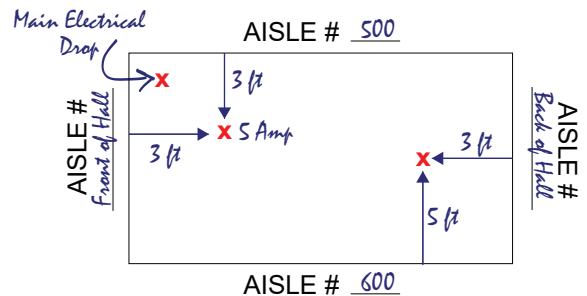 Main Electrical
Drop
AISLE # 500
3 ft
X
X 5 Amp
3 ft
AISLE #
Front of Hall
X
3 ft
5 ft
AISLE #
Back of Hall
AISLE # 600